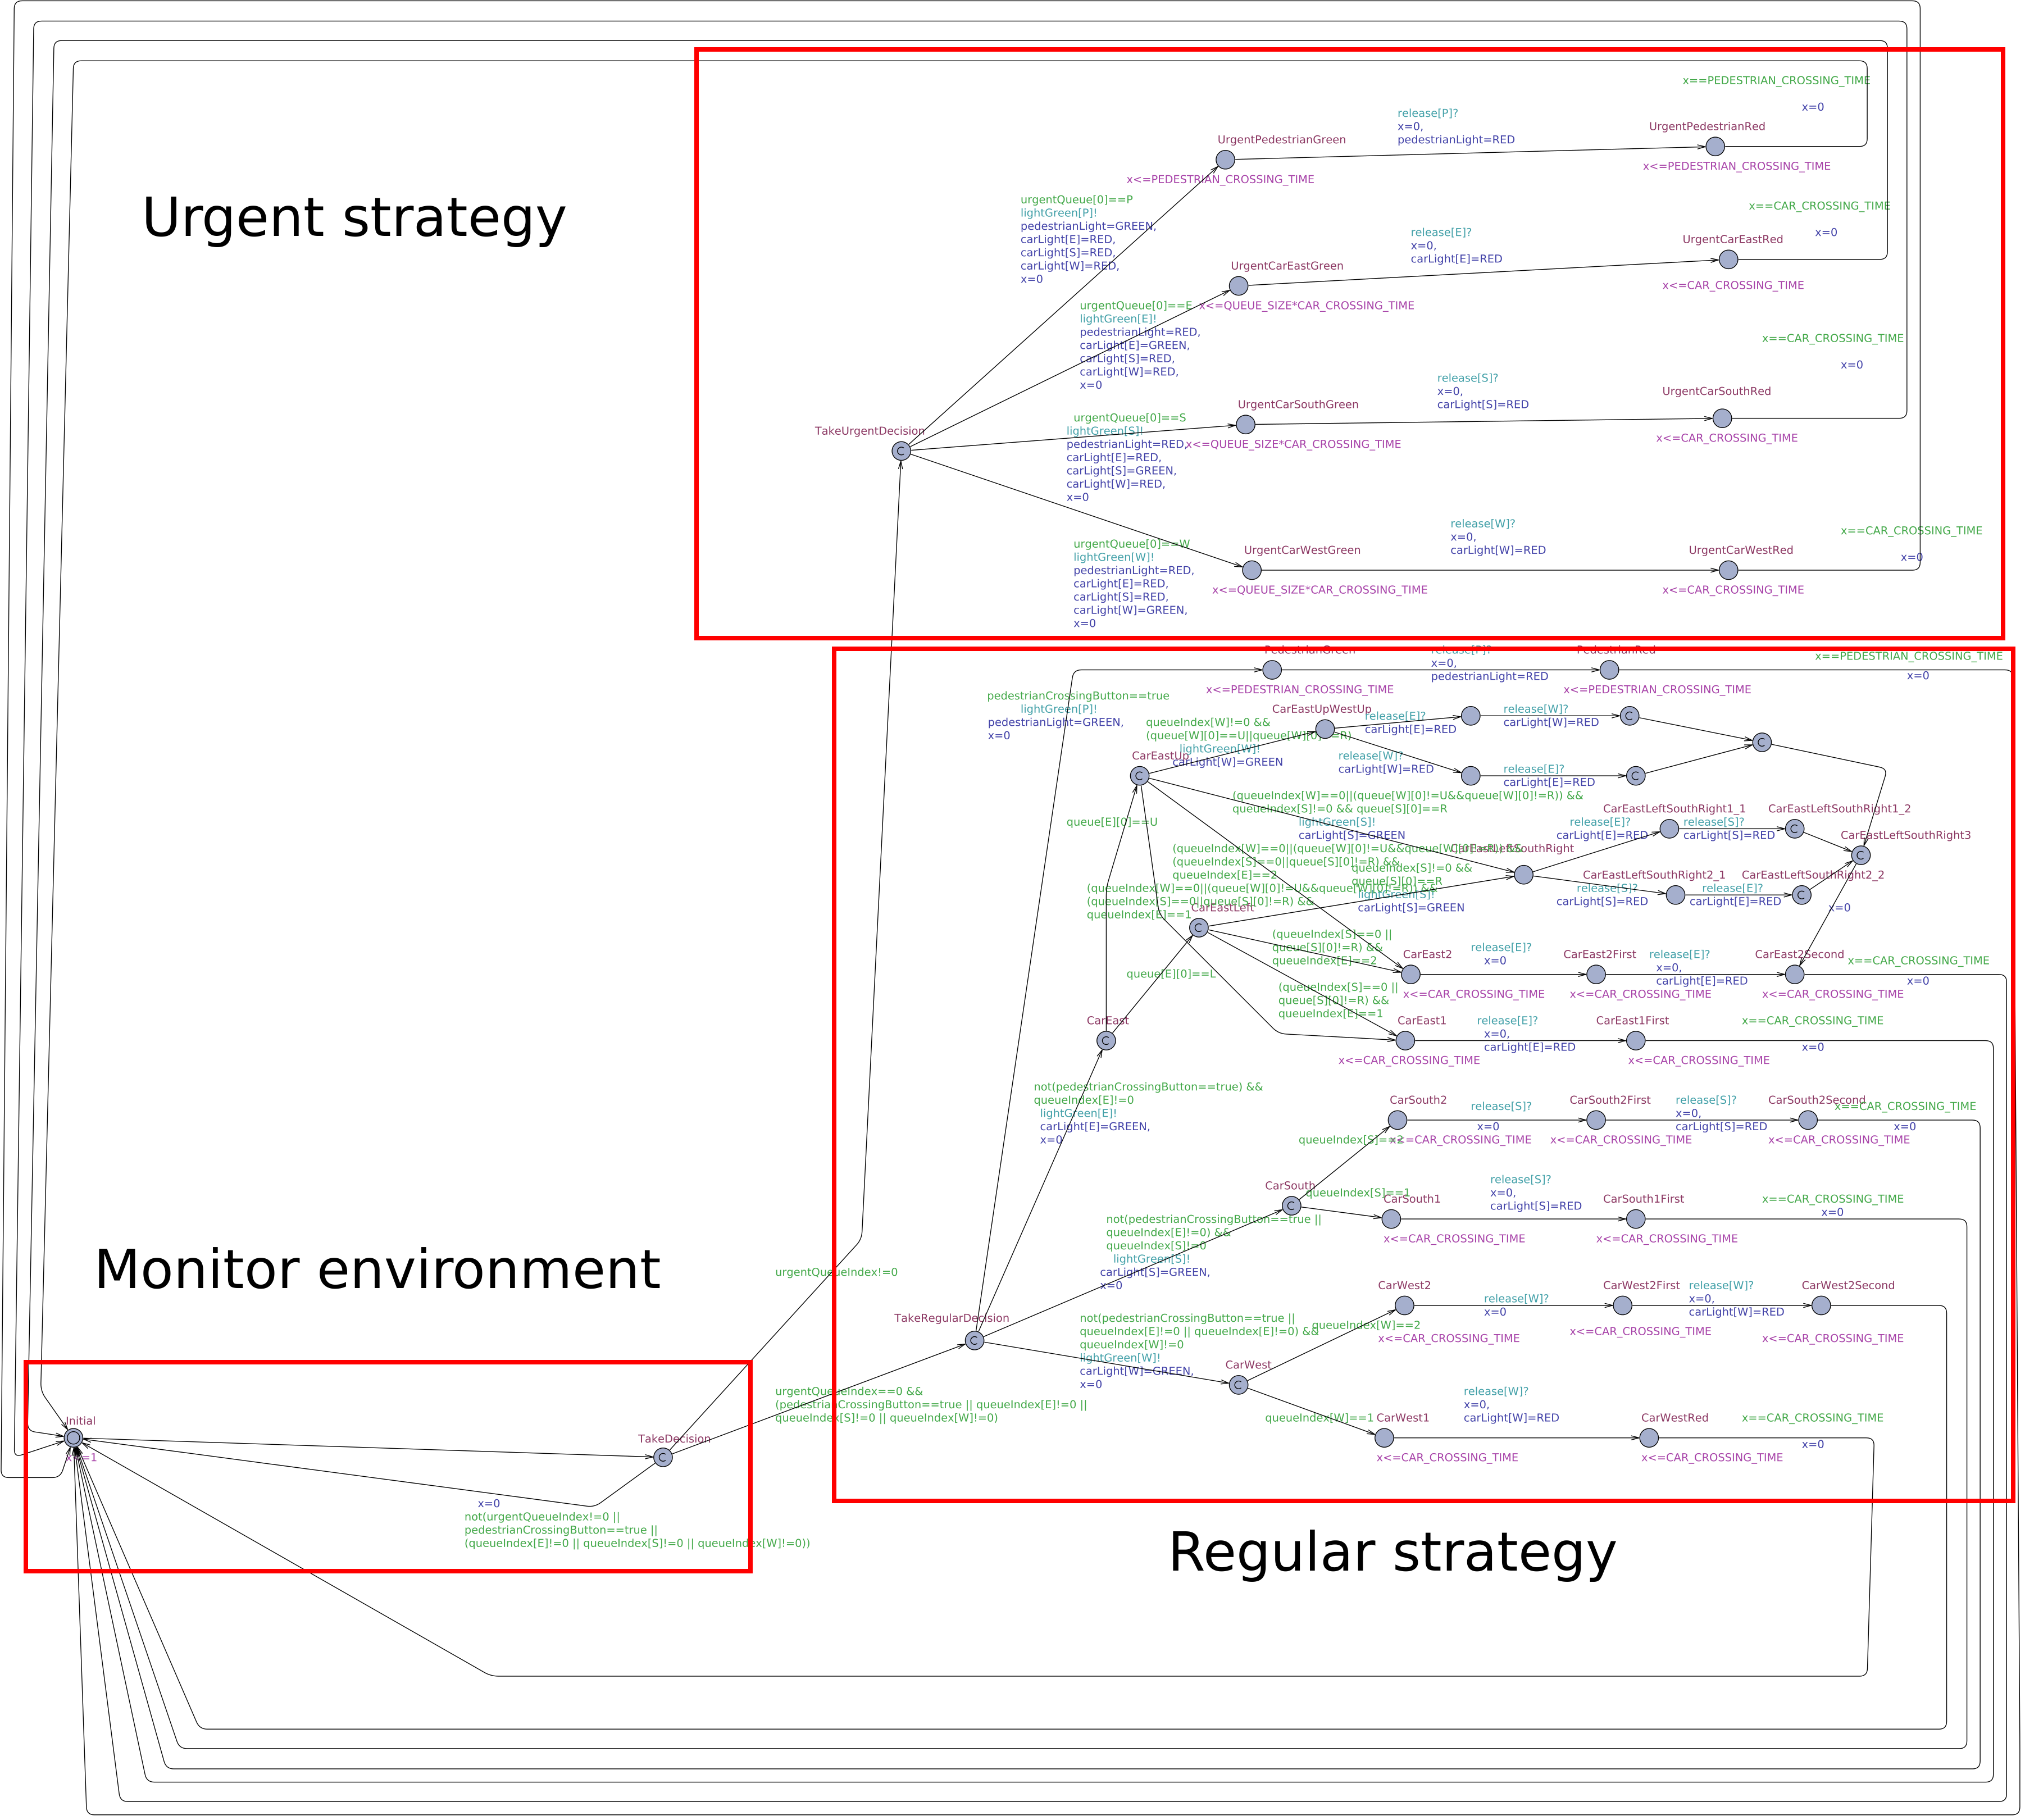 x==PEDESTRIAN_CROSSING_TIME
x=0
release[P]?
x=0,
pedestrianLight=RED
UrgentPedestrianRed
UrgentPedestrianGreen
x<=PEDESTRIAN_CROSSING_TIME
x<=PEDESTRIAN_CROSSING_TIME
Urgent strategy
urgentQueue[0]==P
lightGreen[P]!
pedestrianLight=GREEN,
carLight[E]=RED,
carLight[S]=RED,
carLight[W]=RED,
x=0
x==CAR_CROSSING_TIME
x=0
release[E]?
x=0,
carLight[E]=RED
UrgentCarEastRed
UrgentCarEastGreen
x<=CAR_CROSSING_TIME
x<=QUEUE_SIZE*CAR_CROSSING_TIME
urgentQueue[0]==E
lightGreen[E]!
pedestrianLight=RED,
carLight[E]=GREEN,
carLight[S]=RED,
carLight[W]=RED,
x=0
x==CAR_CROSSING_TIME
x=0
release[S]?
x=0,
carLight[S]=RED
UrgentCarSouthRed
UrgentCarSouthGreen
x<=CAR_CROSSING_TIME
x<=QUEUE_SIZE*CAR_CROSSING_TIME
TakeUrgentDecision
C
urgentQueue[0]==S
lightGreen[S]!
pedestrianLight=RED,
carLight[E]=RED,
carLight[S]=GREEN,
carLight[W]=RED,
x=0
release[W]?
x=0,
carLight[W]=RED
x==CAR_CROSSING_TIME
x=0
UrgentCarWestGreen
UrgentCarWestRed
x<=QUEUE_SIZE*CAR_CROSSING_TIME
x<=CAR_CROSSING_TIME
urgentQueue[0]==W
lightGreen[W]!
pedestrianLight=RED,
carLight[E]=RED,
carLight[S]=RED,
carLight[W]=GREEN,
x=0
PedestrianGreen
release[P]?
x=0,
pedestrianLight=RED
PedestrianRed
x==PEDESTRIAN_CROSSING_TIME
x=0
x<=PEDESTRIAN_CROSSING_TIME
x<=PEDESTRIAN_CROSSING_TIME
pedestrianCrossingButton==true
lightGreen[P]!
pedestrianLight=GREEN,
x=0
CarEastUpWestUp
queueIndex[W]!=0 &&
(queue[W][0]==U||queue[W][0]==R)
lightGreen[W]!
carLight[W]=GREEN
release[E]?
carLight[E]=RED
release[W]?
carLight[W]=RED
C
C
release[W]?
carLight[W]=RED
release[E]?
carLight[E]=RED
C
CarEastUp
C
(queueIndex[W]==0||(queue[W][0]!=U&&queue[W][0]!=R)) &&
queueIndex[S]!=0 && queue[S][0]==R
lightGreen[S]!
carLight[S]=GREEN
CarEastLeftSouthRight1_1
CarEastLeftSouthRight1_2
release[E]?
carLight[E]=RED
release[S]?
carLight[S]=RED
C
CarEastLeftSouthRight3
C
queue[E][0]==U
CarEastLeftSouthRight
(queueIndex[W]==0||(queue[W][0]!=U&&queue[W][0]!=R)) &&
(queueIndex[S]==0||queue[S][0]!=R) &&
queueIndex[E]==2
queueIndex[S]!=0 &&
queue[S][0]==R
lightGreen[S]!
carLight[S]=GREEN
(queueIndex[W]==0||(queue[W][0]!=U&&queue[W][0]!=R)) &&
(queueIndex[S]==0||queue[S][0]!=R) &&
queueIndex[E]==1
CarEastLeftSouthRight2_1
CarEastLeftSouthRight2_2
release[S]?
carLight[S]=RED
release[E]?
carLight[E]=RED
C
x=0
CarEastLeft
C
(queueIndex[S]==0 ||
queue[S][0]!=R) &&
queueIndex[E]==2
CarEast2
release[E]?
x=0
CarEast2First
release[E]?
x=0,
carLight[E]=RED
CarEast2Second
x==CAR_CROSSING_TIME
x=0
x<=CAR_CROSSING_TIME
x<=CAR_CROSSING_TIME
x<=CAR_CROSSING_TIME
queue[E][0]==L
(queueIndex[S]==0 ||
queue[S][0]!=R) &&
queueIndex[E]==1
CarEast
C
CarEast1
release[E]?
x=0,
carLight[E]=RED
CarEast1First
x==CAR_CROSSING_TIME
x=0
x<=CAR_CROSSING_TIME
x<=CAR_CROSSING_TIME
not(pedestrianCrossingButton==true) &&
queueIndex[E]!=0
lightGreen[E]!
carLight[E]=GREEN,
x=0
CarSouth2
release[S]?
x=0
CarSouth2First
release[S]?
x=0,
carLight[S]=RED
CarSouth2Second
x==CAR_CROSSING_TIME
x=0
queueIndex[S]==2
x<=CAR_CROSSING_TIME
x<=CAR_CROSSING_TIME
x<=CAR_CROSSING_TIME
CarSouth
C
queueIndex[S]==1
CarSouth1
release[S]?
x=0,
carLight[S]=RED
CarSouth1First
x==CAR_CROSSING_TIME
x=0
x<=CAR_CROSSING_TIME
x<=CAR_CROSSING_TIME
not(pedestrianCrossingButton==true ||
queueIndex[E]!=0) &&
queueIndex[S]!=0
lightGreen[S]!
carLight[S]=GREEN,
x=0
Monitor environment
urgentQueueIndex!=0
TakeRegularDecision
C
CarWest2
release[W]?
x=0
CarWest2First
release[W]?
x=0,
carLight[W]=RED
CarWest2Second
x<=CAR_CROSSING_TIME
x<=CAR_CROSSING_TIME
x<=CAR_CROSSING_TIME
not(pedestrianCrossingButton==true ||
queueIndex[E]!=0 || queueIndex[E]!=0) &&
queueIndex[W]!=0
lightGreen[W]!
carLight[W]=GREEN,
x=0
queueIndex[W]==2
CarWest
C
queueIndex[W]==1
CarWest1
release[W]?
x=0,
carLight[W]=RED
CarWestRed
x==CAR_CROSSING_TIME
x=0
x<=CAR_CROSSING_TIME
x<=CAR_CROSSING_TIME
urgentQueueIndex==0 &&
(pedestrianCrossingButton==true || queueIndex[E]!=0 ||
queueIndex[S]!=0 || queueIndex[W]!=0)
Initial
x<=1
TakeDecision
C
x=0
not(urgentQueueIndex!=0 ||
pedestrianCrossingButton==true ||
(queueIndex[E]!=0 || queueIndex[S]!=0 || queueIndex[W]!=0))
Regular strategy